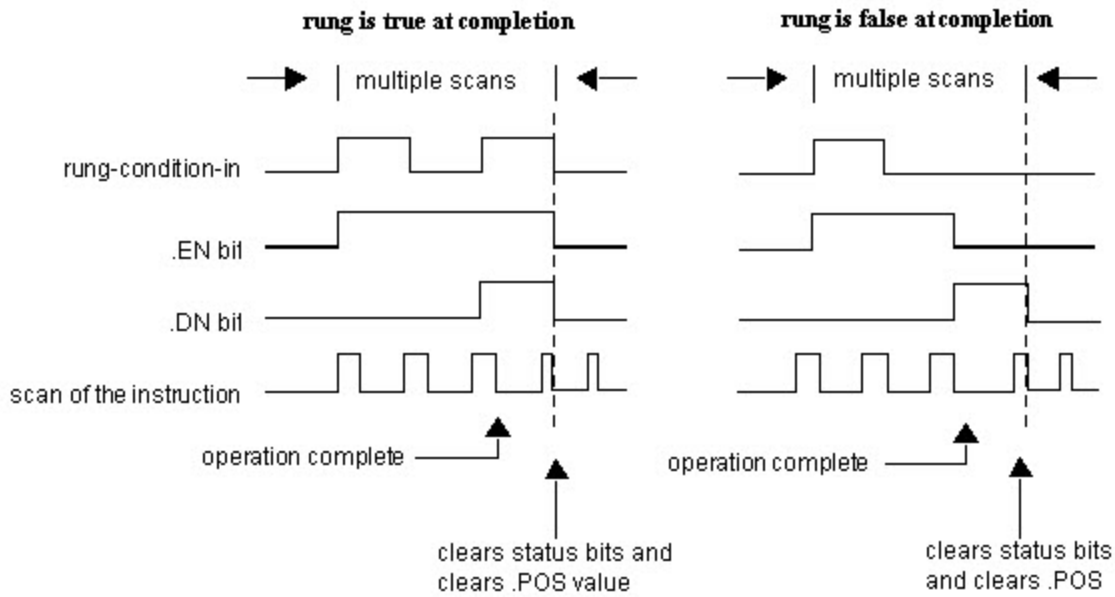 rung is true at completion
rung is false at completion
multiple scans
multiple scans
rung-condition-in
.EN bit
.DN bit
scan of the instruction
operation complete
operation complete
clears status bits and
clears .POS value
clears status bits
and clears .POS